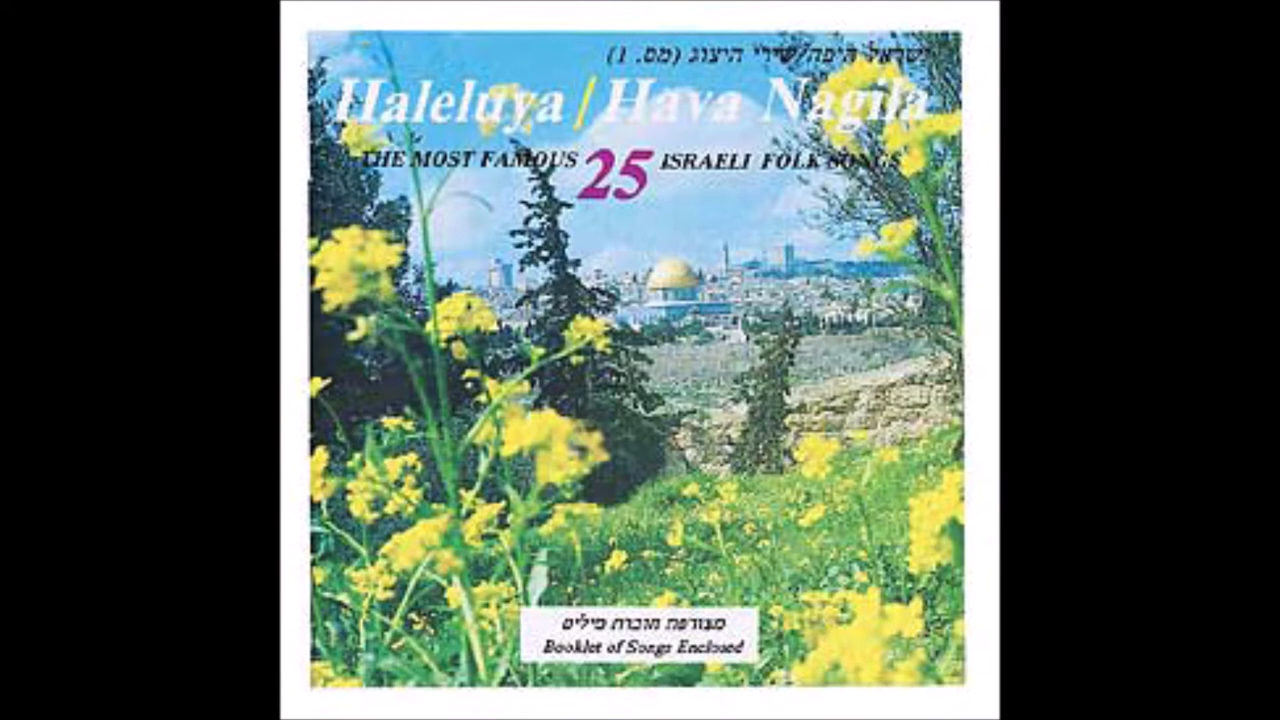 ישראל היפה/שירי היצוג (מס. 1)
Haleluya / Hava Nagila
THE MOST FAMOUS 25 ISRAELI FOLK SONGS
מצורפת חוברת מילים
Booklet of Songs Enclosed